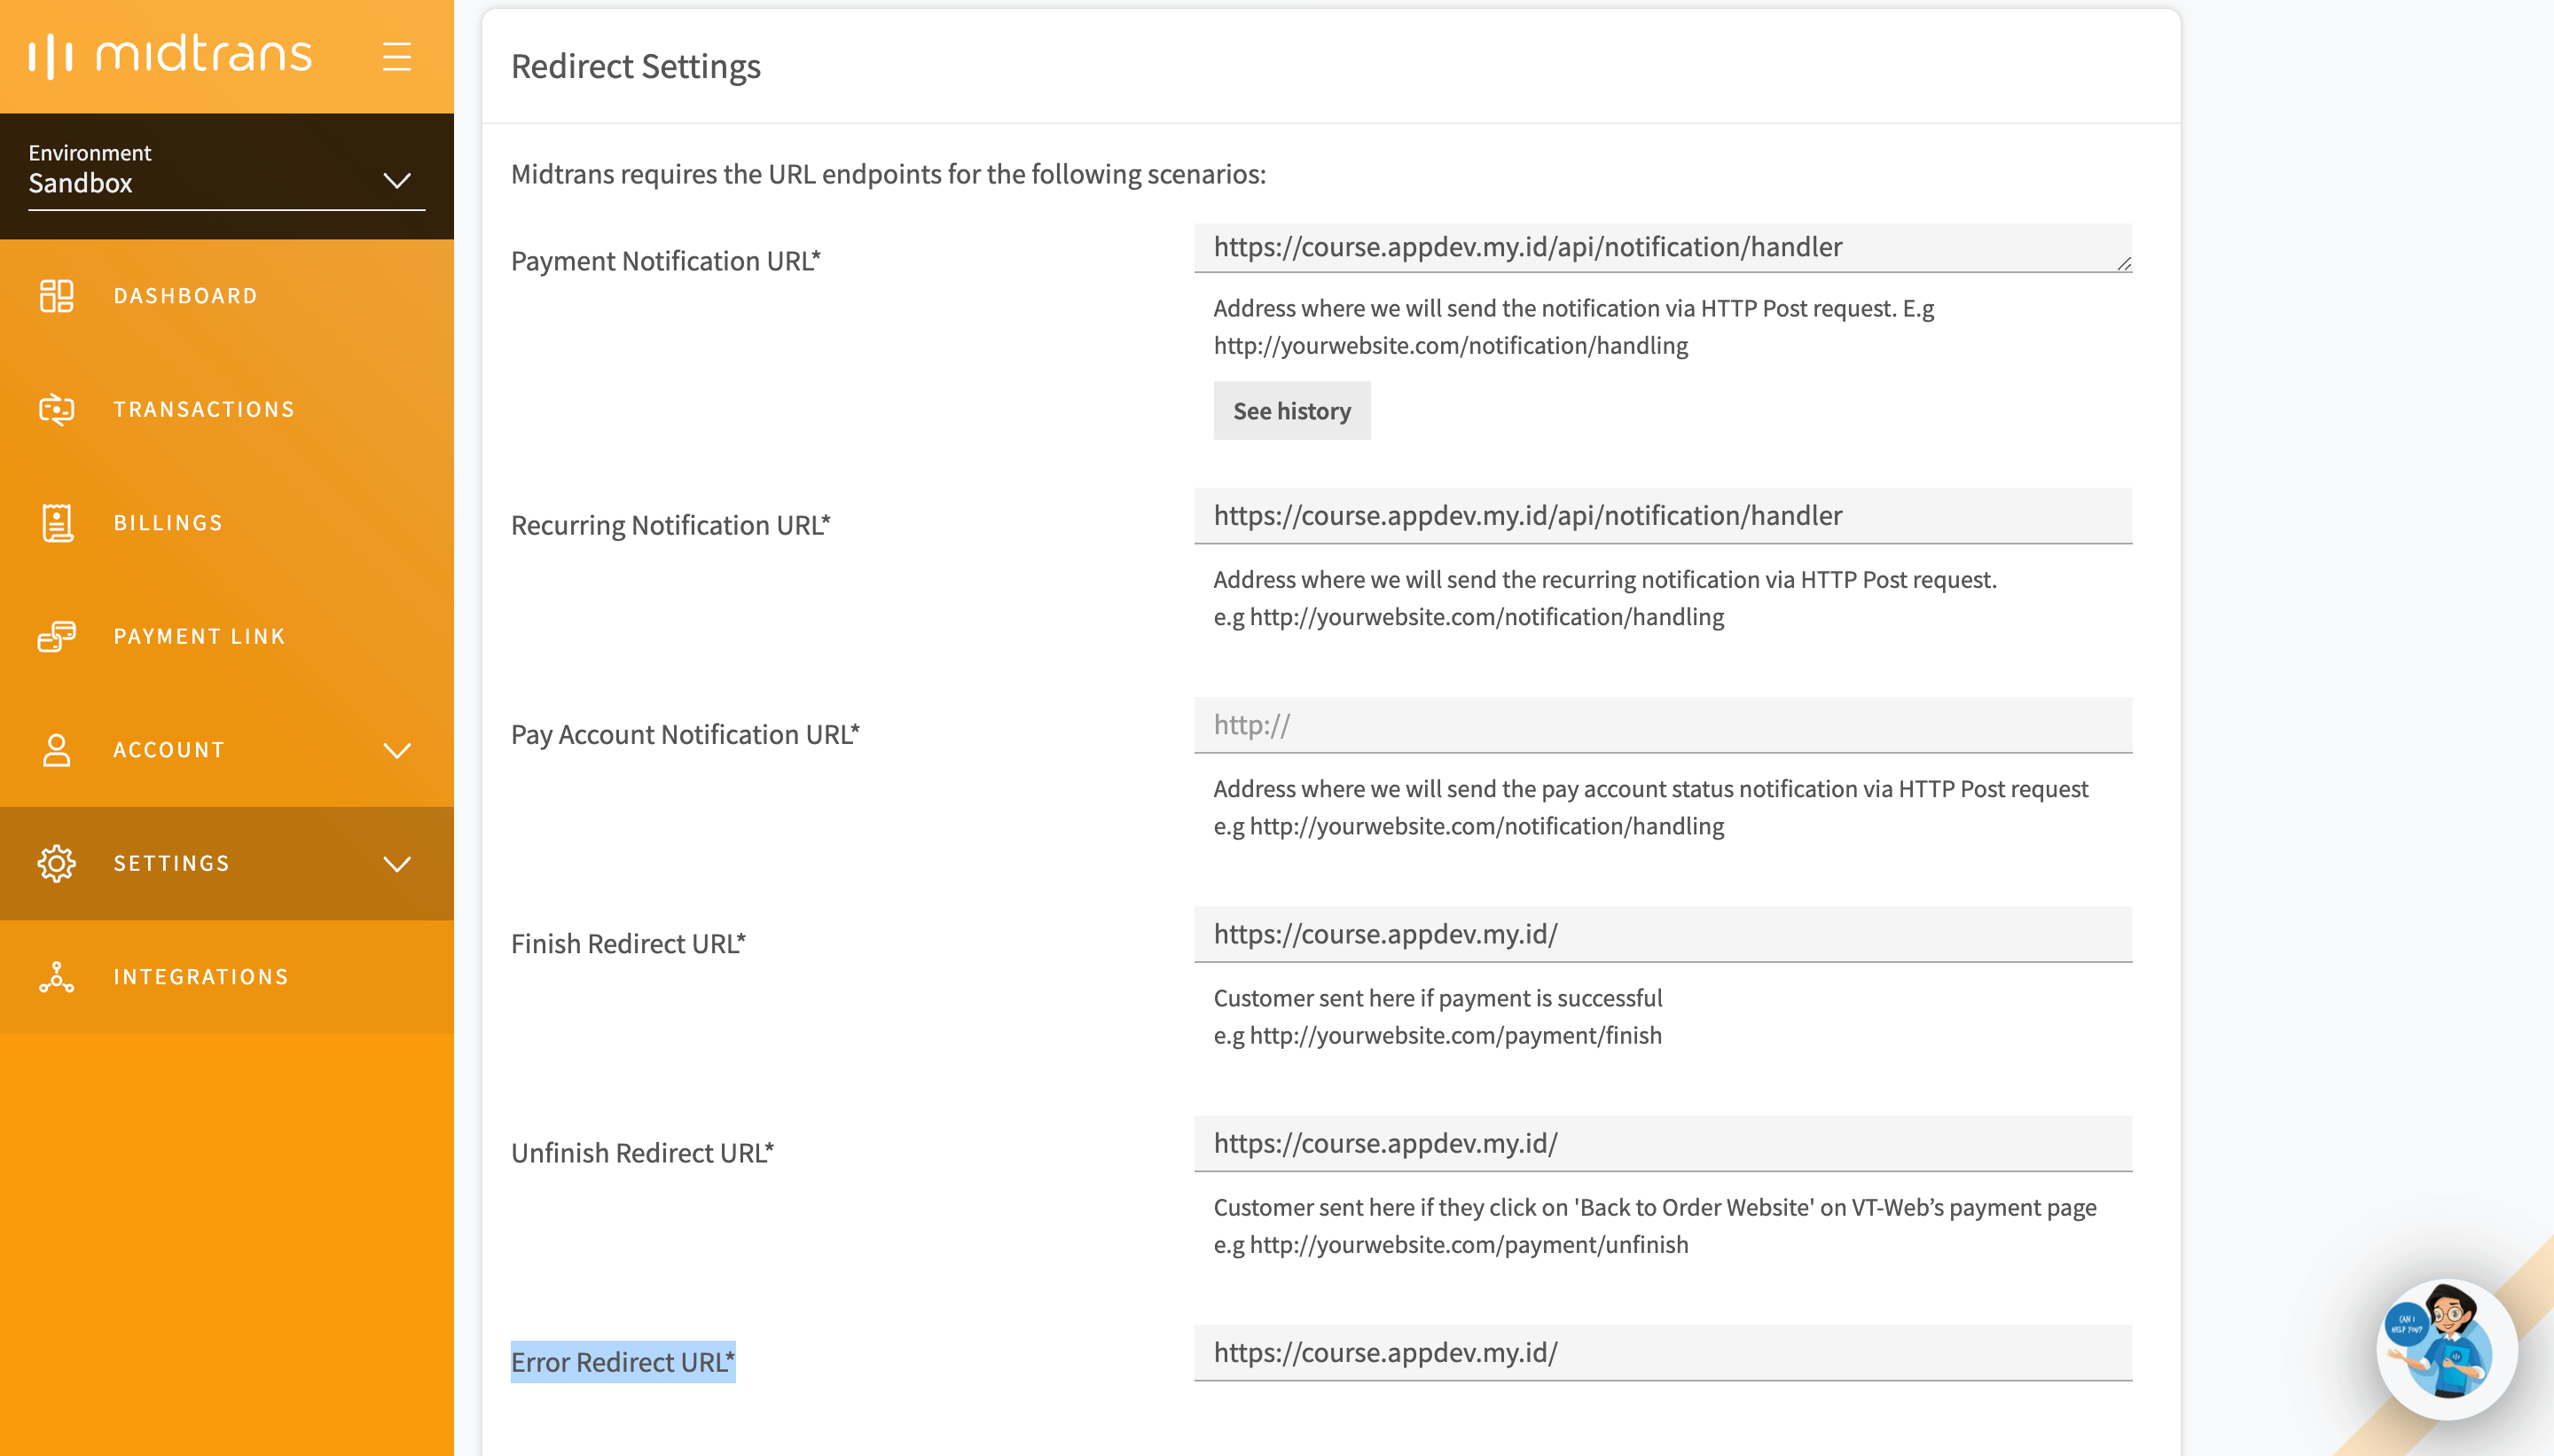 midtrans
Environment
Sandbox
DASHBOARD
TRANSACTIONS
BILLINGS
PAYMENT LINK
ACCOUNT
SETTINGS
INTEGRATIONS
Redirect Settings
Midtrans requires the URL endpoints for the following scenarios:
Payment Notification URL*
https://course.appdev.my.id/api/notification/handler
Address where we will send the notification via HTTP Post request. E.g
http://yourwebsite.com/notification/handling
See history
Recurring Notification URL*
https://course.appdev.my.id/api/notification/handler
Address where we will send the recurring notification via HTTP Post request.
e.g http://yourwebsite.com/notification/handling
Pay Account Notification URL*
http://
Address where we will send the pay account status notification via HTTP Post request
e.g http://yourwebsite.com/notification/handling
Finish Redirect URL*
https://course.appdev.my.id/
Customer sent here if payment is successful
e.g http://yourwebsite.com/payment/finish
Unfinish Redirect URL*
https://course.appdev.my.id/
Customer sent here if they click on 'Back to Order Website' on VT-Web’s payment page
e.g http://yourwebsite.com/payment/unfinish
Error Redirect URL*
https://course.appdev.my.id/
CAN I
HELP YOU?